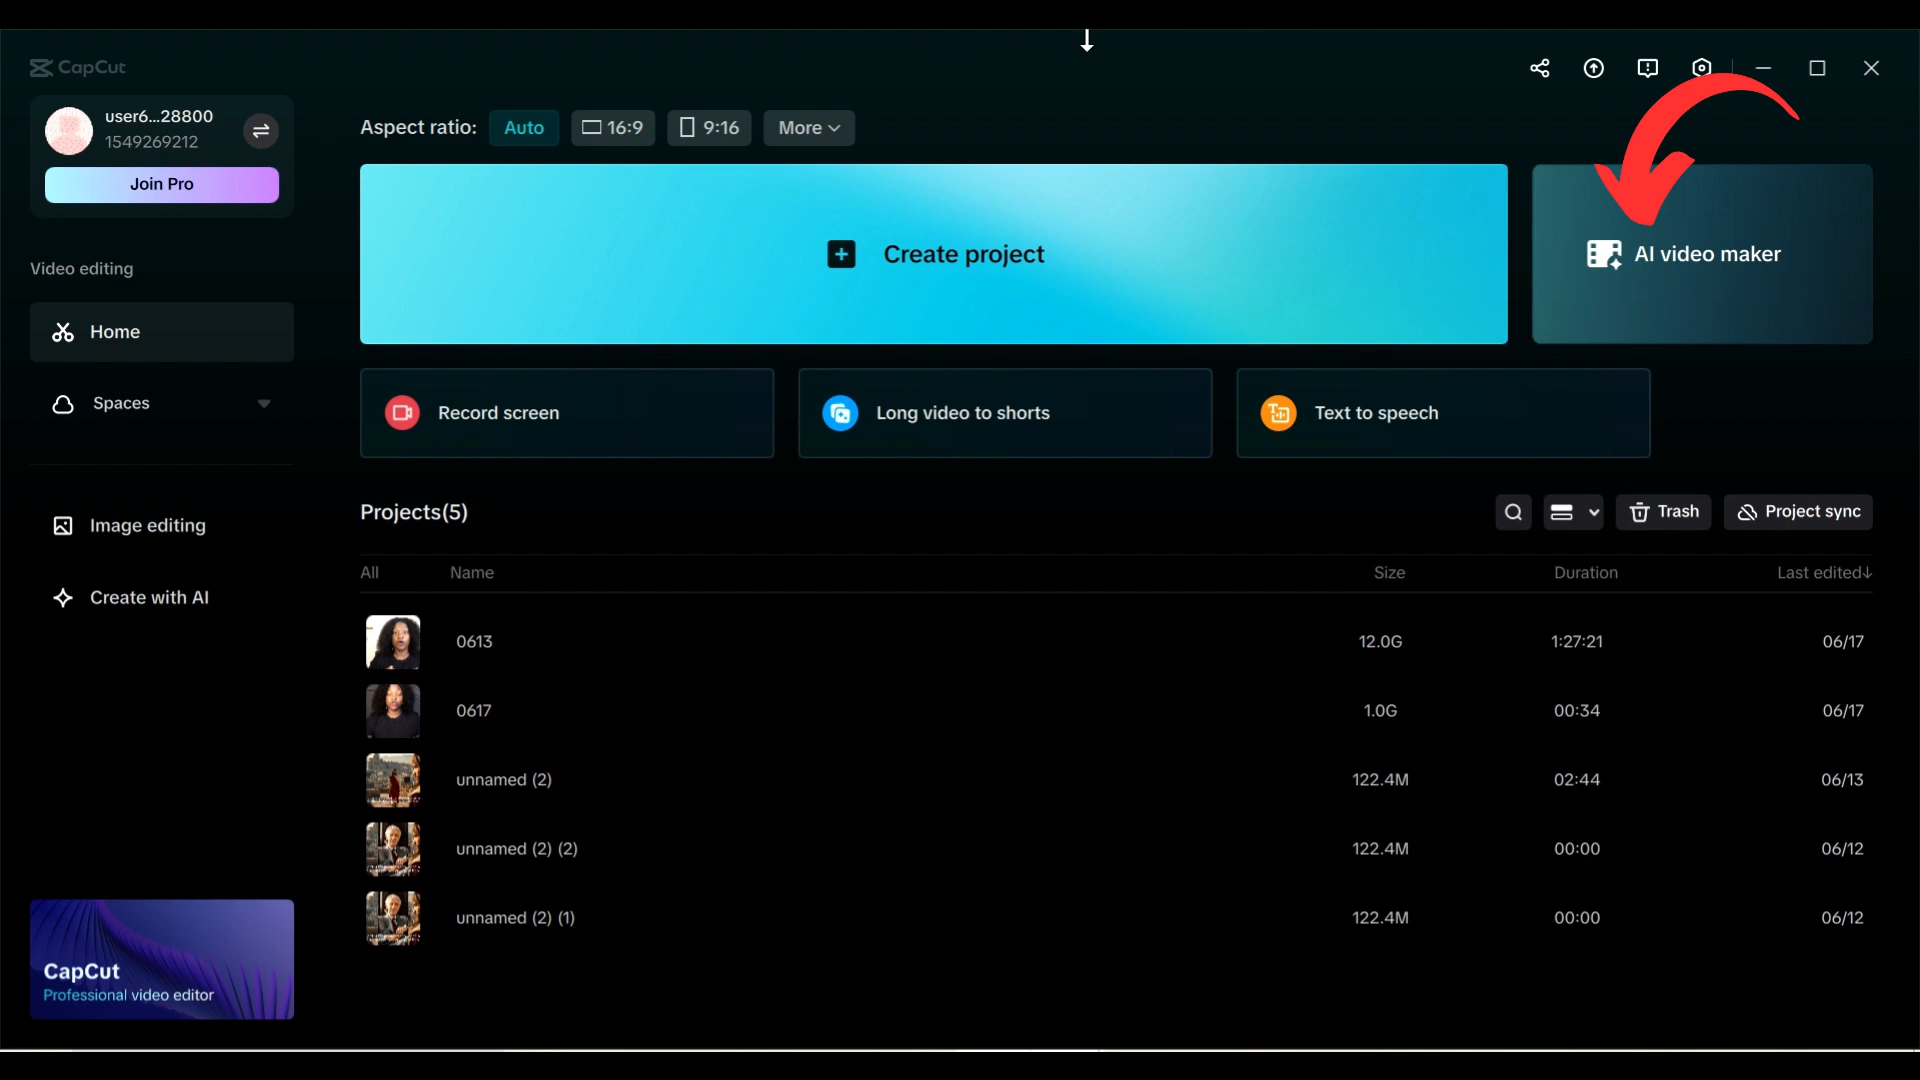 CapCut
user6...28800
1549269212
Join Pro
Video editing
Home
Spaces
Image editing
Create with AI
CapCut
Professional video editor
Aspect ratio: Auto 16:9 9:16 More
Create project
AI video maker
Record screen
Long video to shorts
Text to speech
Projects(5)
Trash
Project sync
All Name Size Duration Last edited↓
0613 12.0G 1:27:21 06/17
0617 1.0G 00:34 06/17
unnamed (2) 122.4M 02:44 06/13
unnamed (2) (2) 122.4M 00:00 06/12
unnamed (2) (1) 122.4M 00:00 06/12